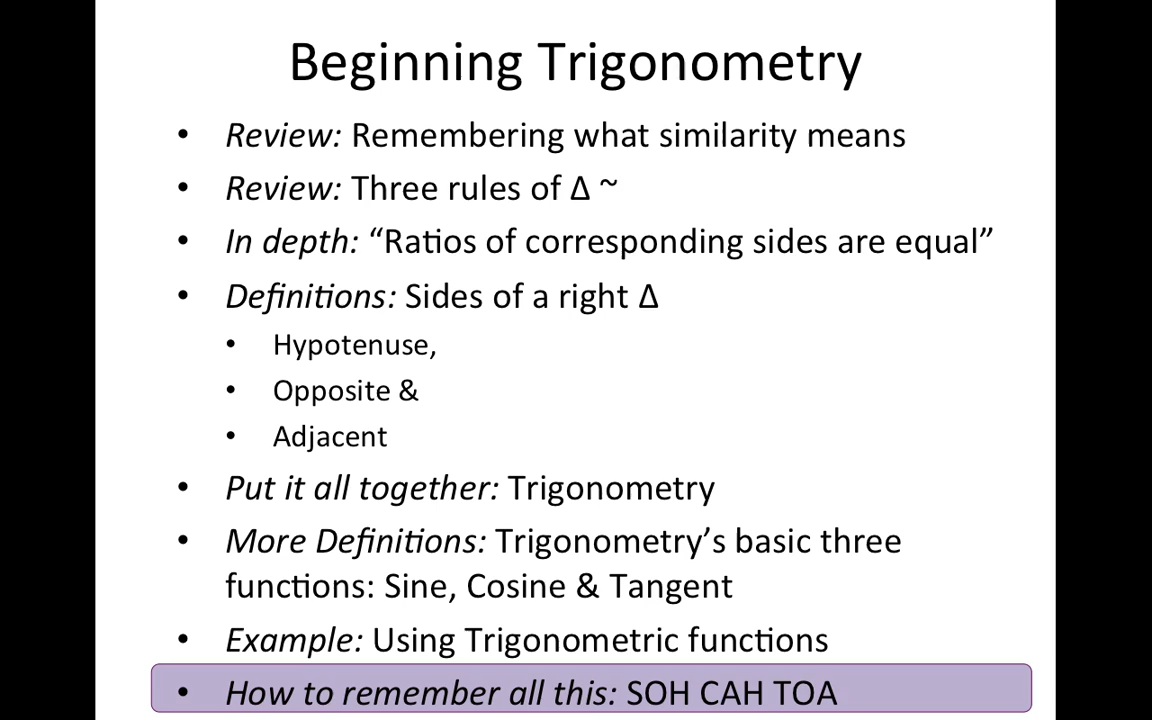 Beginning Trigonometry
• Review: Remembering what similarity means
• Review: Three rules of Δ ~
• In depth: “Ratios of corresponding sides are equal”
• Definitions: Sides of a right Δ
• Hypotenuse,
• Opposite &
• Adjacent
• Put it all together: Trigonometry
• More Definitions: Trigonometry’s basic three
functions: Sine, Cosine & Tangent
• Example: Using Trigonometric functions
• How to remember all this: SOH CAH TOA